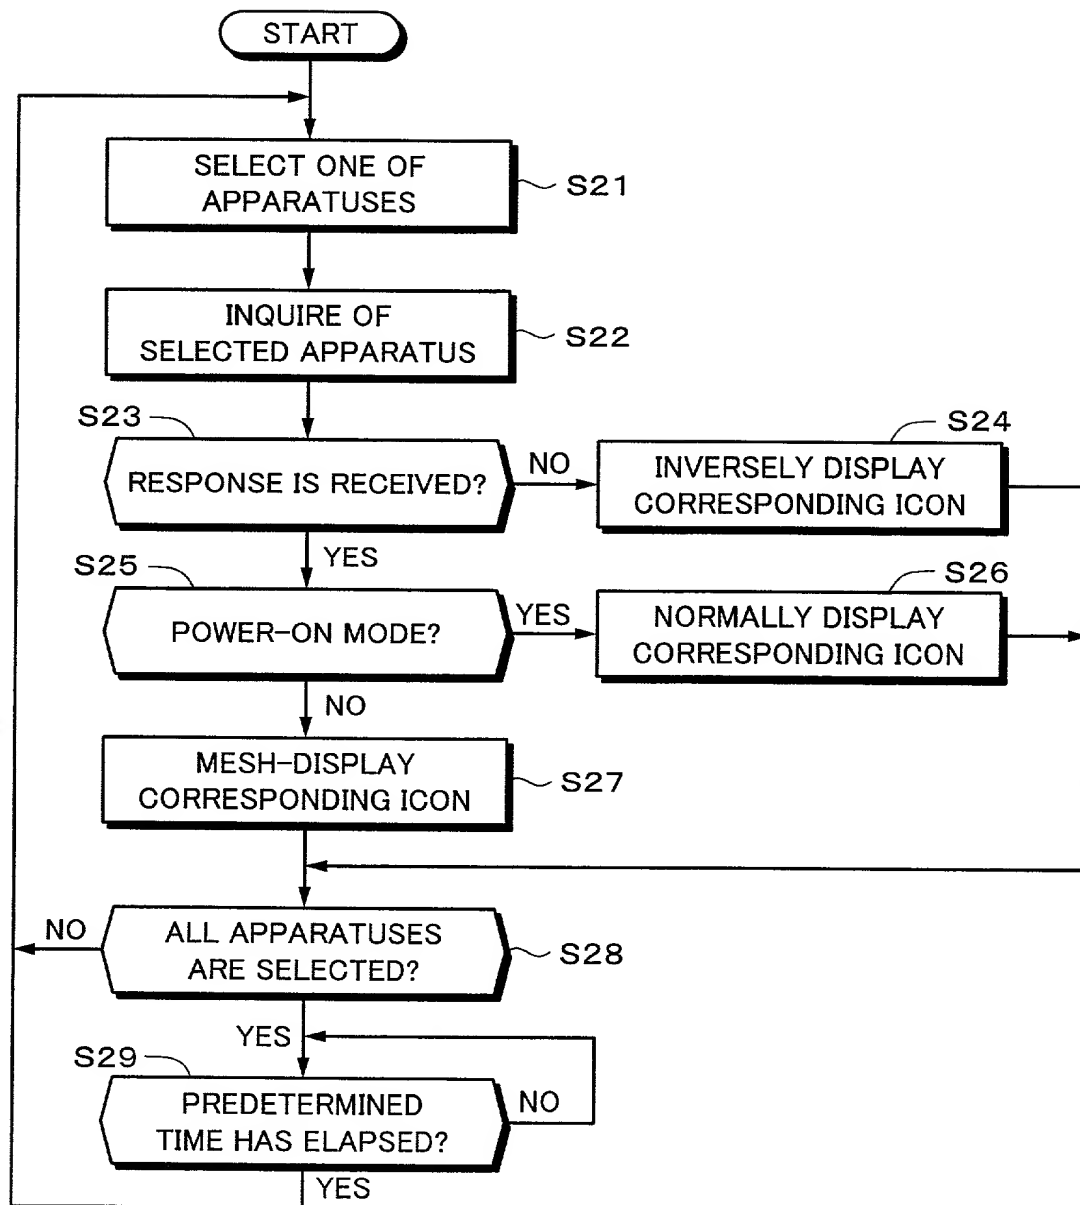 START
SELECT ONE OF
APPARATUSES
S21
INQUIRE OF
SELECTED APPARATUS
S22
S23
RESPONSE IS RECEIVED?
NO
S24
INVERSELY DISPLAY
CORRESPONDING ICON
YES
S25
POWER-ON MODE?
YES
S26
NORMALLY DISPLAY
CORRESPONDING ICON
NO
MESH-DISPLAY
CORRESPONDING ICON
S27
NO
ALL APPARATUSES
ARE SELECTED?
S28
YES
S29
PREDETERMINED
TIME HAS ELAPSED?
NO
YES